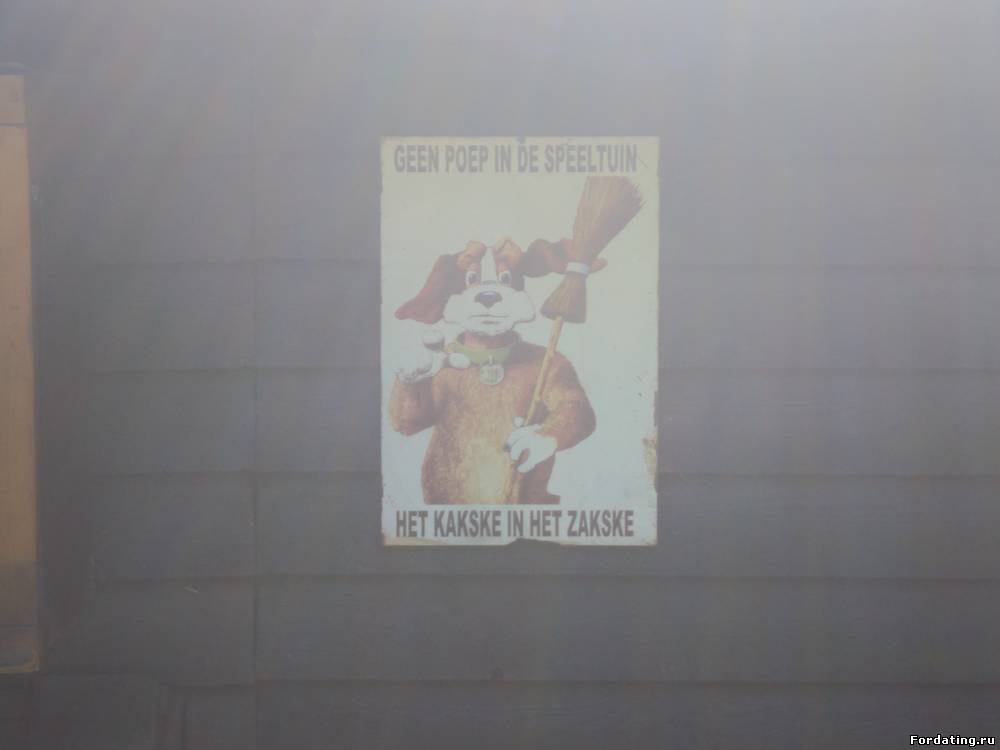 GEEN POEP IN DE SPEELTUIN
HET KAKSKE IN HET ZAKSKE
Fordating.ru